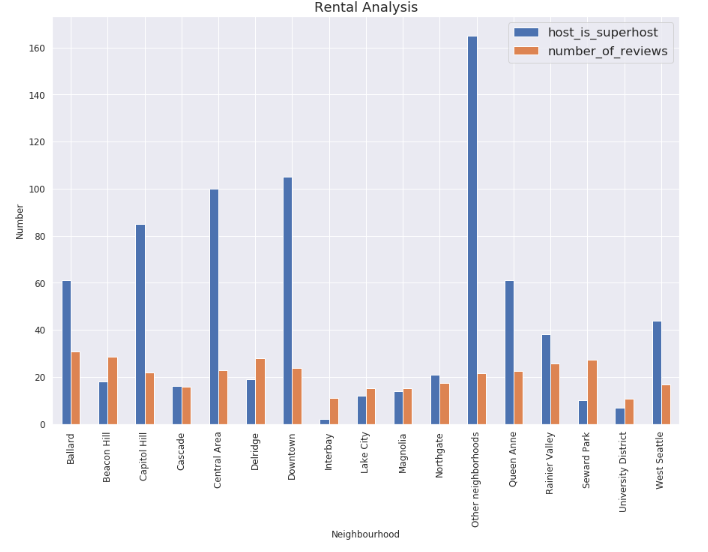 Rental Analysis
host_is_superhost
number_of_reviews
160
140
120
100
80
60
40
20
0
Number
Ballard
Beacon Hill
Capitol Hill
Cascade
Central Area
Delridge
Downtown
Interbay
Lake City
Magnolia
Northgate
Other neighborhoods
Queen Anne
Rainier Valley
Seward Park
University District
West Seattle
Neighbourhood